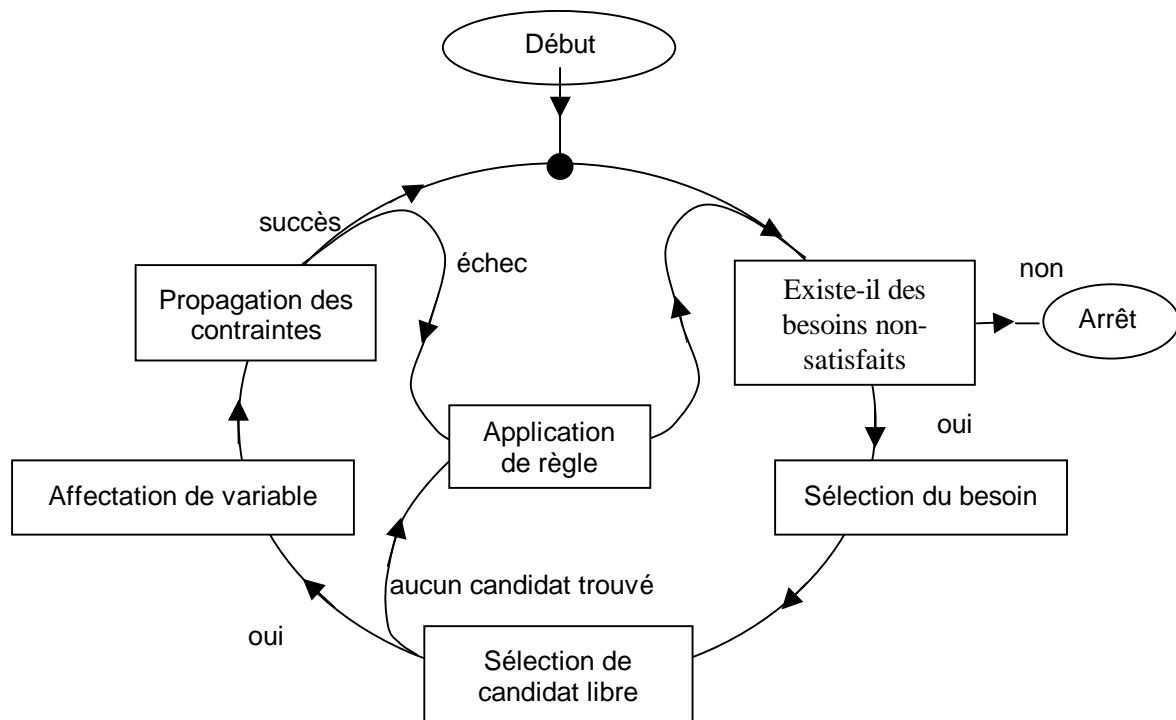 Début
succès
échec
Propagation des
contraintes
Existe-il des
besoins non-
satisfaits
non
Arrêt
Application
de règle
oui
Affectation de variable
Sélection du besoin
aucun candidat trouvé
oui
Sélection de
candidat libre